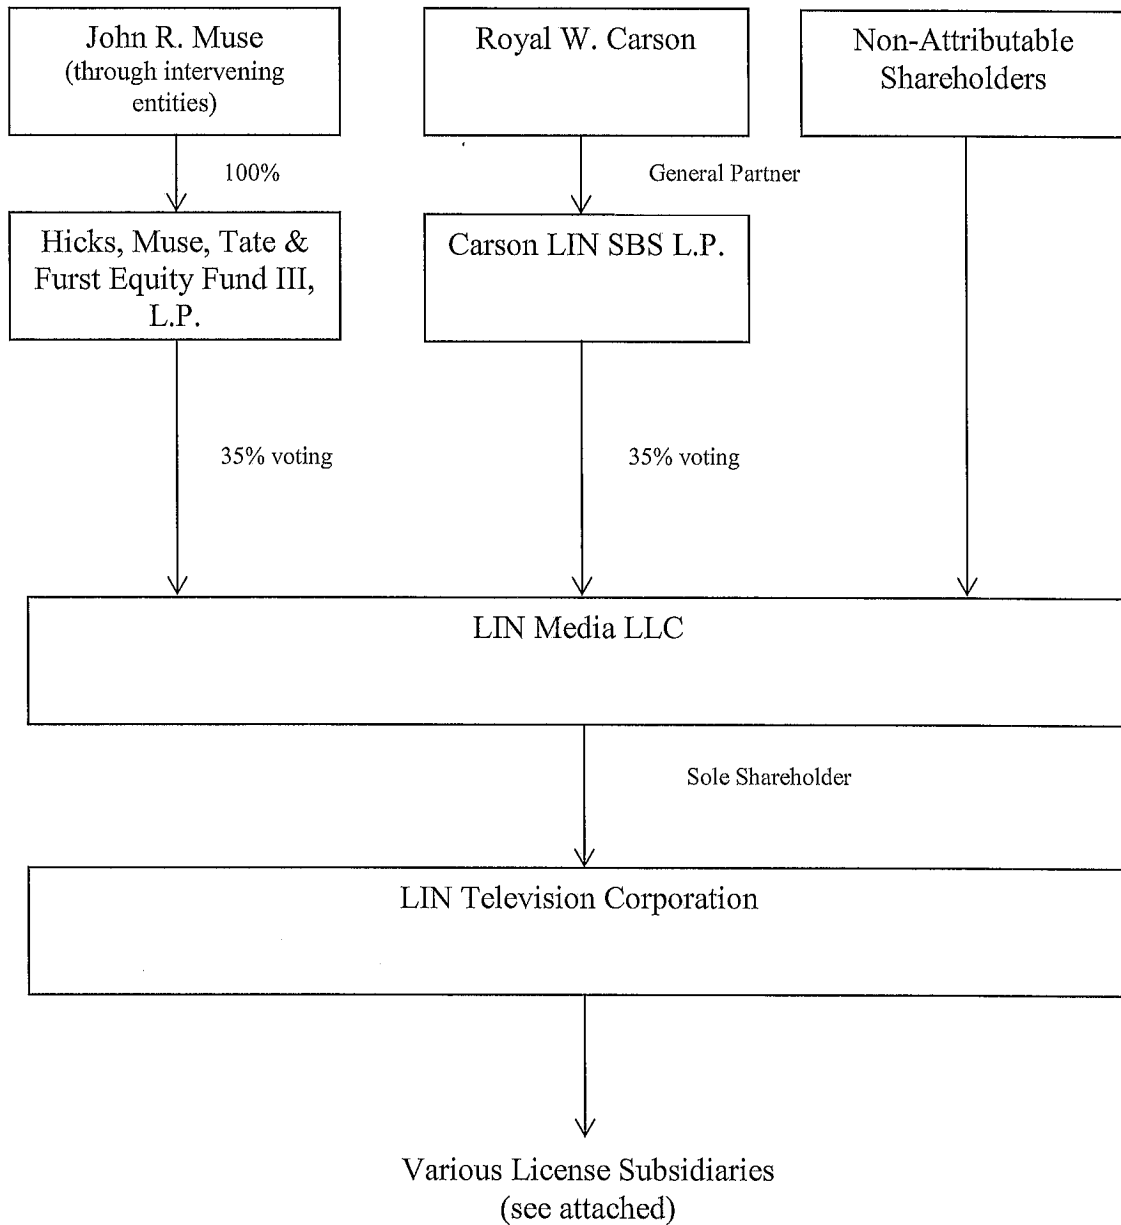 John R. Muse
(through intervening
entities)
Royal W. Carson
Non-Attributable
Shareholders
100%
General Partner
Hicks, Muse, Tate &
Furst Equity Fund III,
L.P.
Carson LIN SBS L.P.
35% voting
35% voting
LIN Media LLC
Sole Shareholder
LIN Television Corporation
Various License Subsidiaries
(see attached)